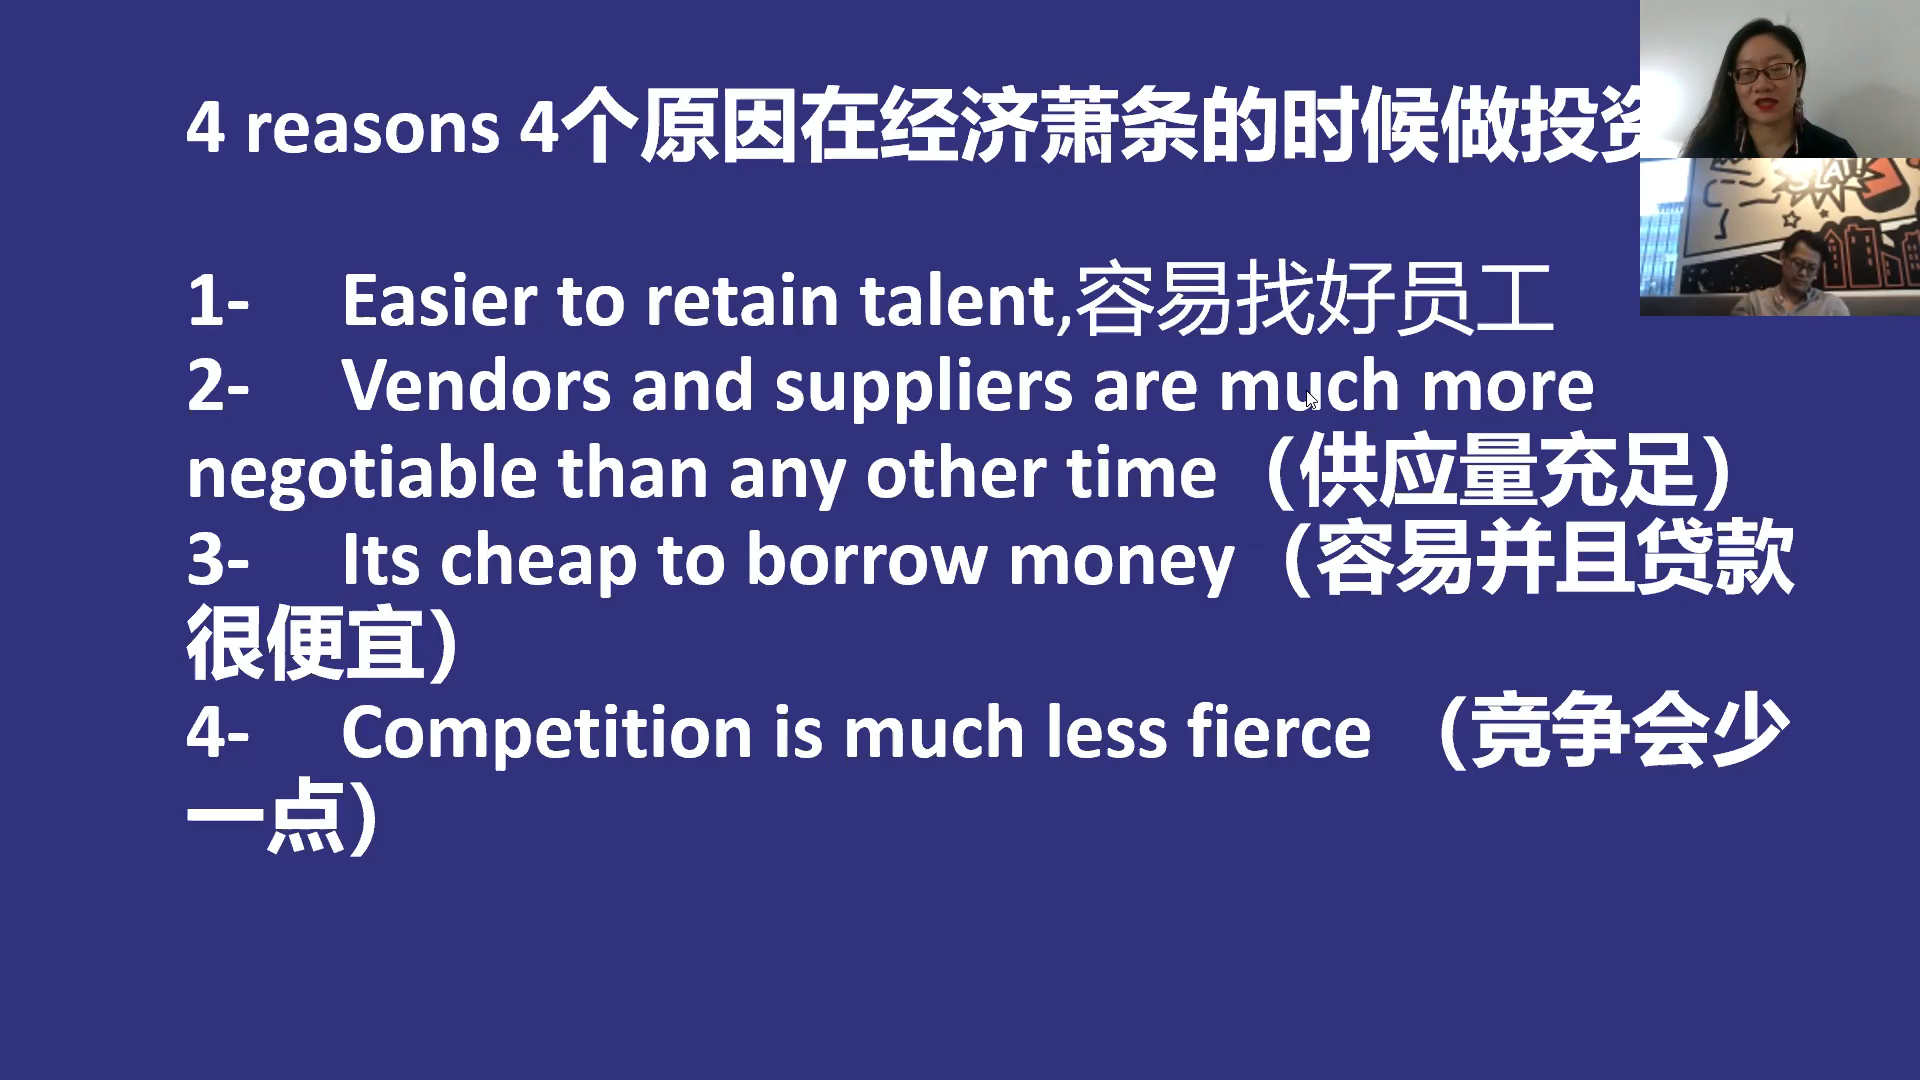 4 reasons 4个原因在经济萧条的时候做投资
1- Easier to retain talent,容易找好员工
2- Vendors and suppliers are much more
negotiable than any other time（供应量充足）
3- Its cheap to borrow money（容易并且贷款
很便宜）
4- Competition is much less fierce （竞争会少
一点）